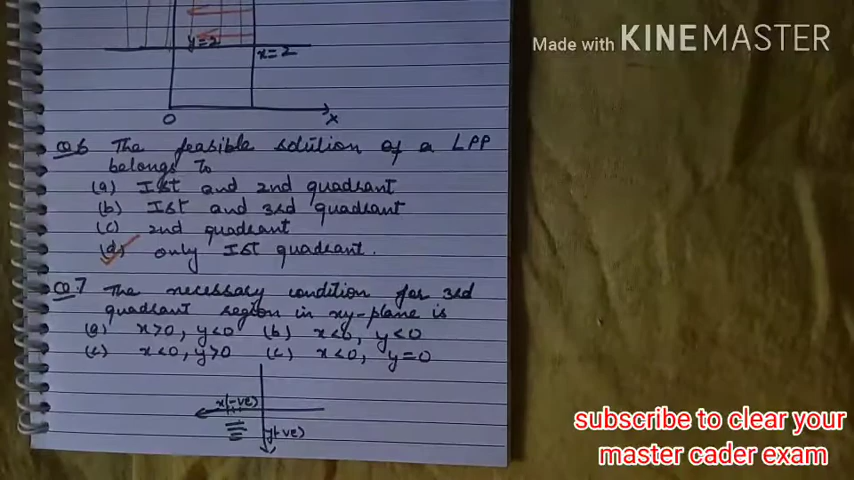 Made with KINEMASTER
y=2
x=2
O
X
Q6 The feasible solution of a LPP
belongs To
(a) Ist and 2nd quadrant
(b) Ist and 3rd quadrant
(c) 2nd quadrant
(d) only Ist quadrant.
Q.7 The necessary condition for 3rd
quadrant region in xy-plane is
(a) x>0, y<0 (b) x<0, y<0
(c) x<0, y>0 (c) x<0, y=0
x(-ve)
y(-ve)
subscribe to clear your
master cader exam